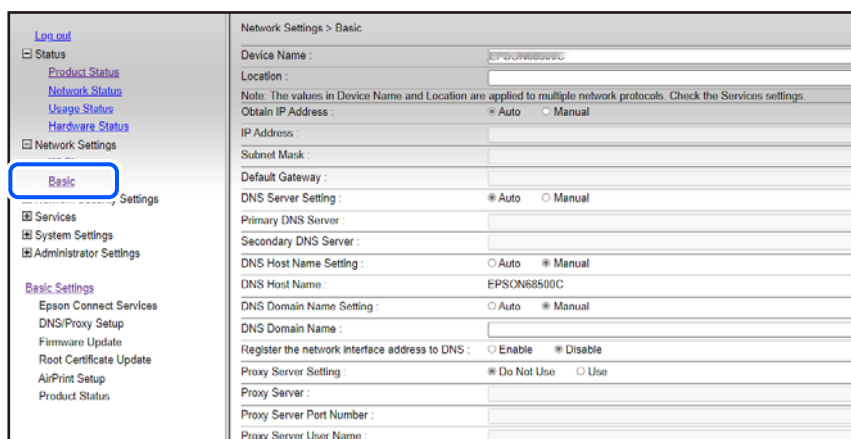 Log out
Status
Product Status
Network Status
Usage Status
Hardware Status
Network Settings
Basic
Settings
Services
System Settings
Administrator Settings
Basic Settings
Epson Connect Services
DNS/Proxy Setup
Firmware Update
Root Certificate Update
AirPrint Setup
Product Status
Network Settings > Basic
Device Name :
Location :
Note: The values in Device Name and Location are applied to multiple network protocols. Check the Services settings.
Obtain IP Address : Auto Manual
IP Address :
Subnet Mask :
Default Gateway :
DNS Server Setting : Auto Manual
Primary DNS Server :
Secondary DNS Server :
DNS Host Name Setting : Auto Manual
DNS Host Name : EPSON68500C
DNS Domain Name Setting : Auto Manual
DNS Domain Name :
Register the network interface address to DNS : Enable Disable
Proxy Server Setting : Do Not Use Use
Proxy Server :
Proxy Server Port Number :
Proxy Server User Name :